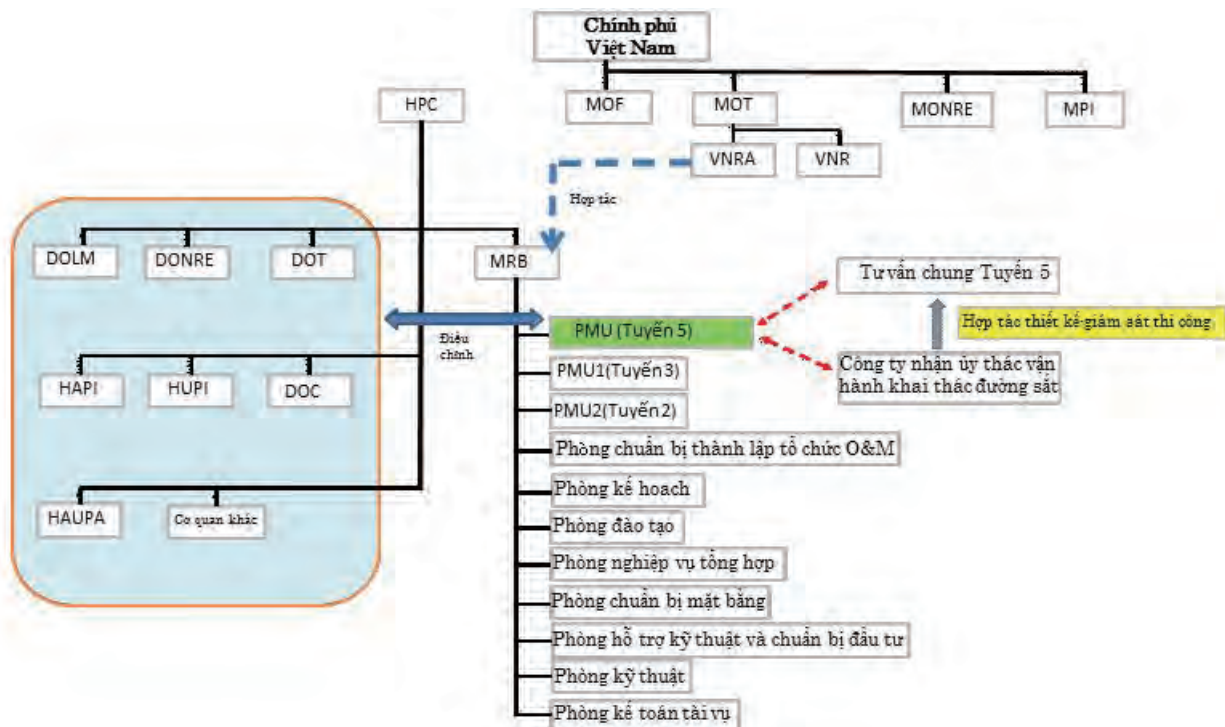 Chính phủ
Việt Nam
HPC
MOF
MOT
MONRE
MPI
VNRA
VNR
Hợp tác
DOLM
DONRE
DOT
MRB
Tư vấn chung Tuyến 5
PMU (Tuyến 5)
Hợp tác thiết kế-giám sát thi công
Điệu
chỉnh
Công ty nhận ủy thác vận
hành khai thác đường sắt
HAPI
HUPI
DOC
PMU1(Tuyến 3)
PMU2(Tuyến 2)
Phòng chuẩn bị thành lập tổ chức O&M
Phòng kế hoach
HAUPA
Cơ quan khác
Phòng đào tạo
Phòng nghiệp vụ tổng hợp
Phòng chuẩn bị mặt bằng
Phòng hỗ trợ kỹ thuật và chuẩn bị đầu tư
Phòng kỹ thuật
Phòng kế toán tài vụ